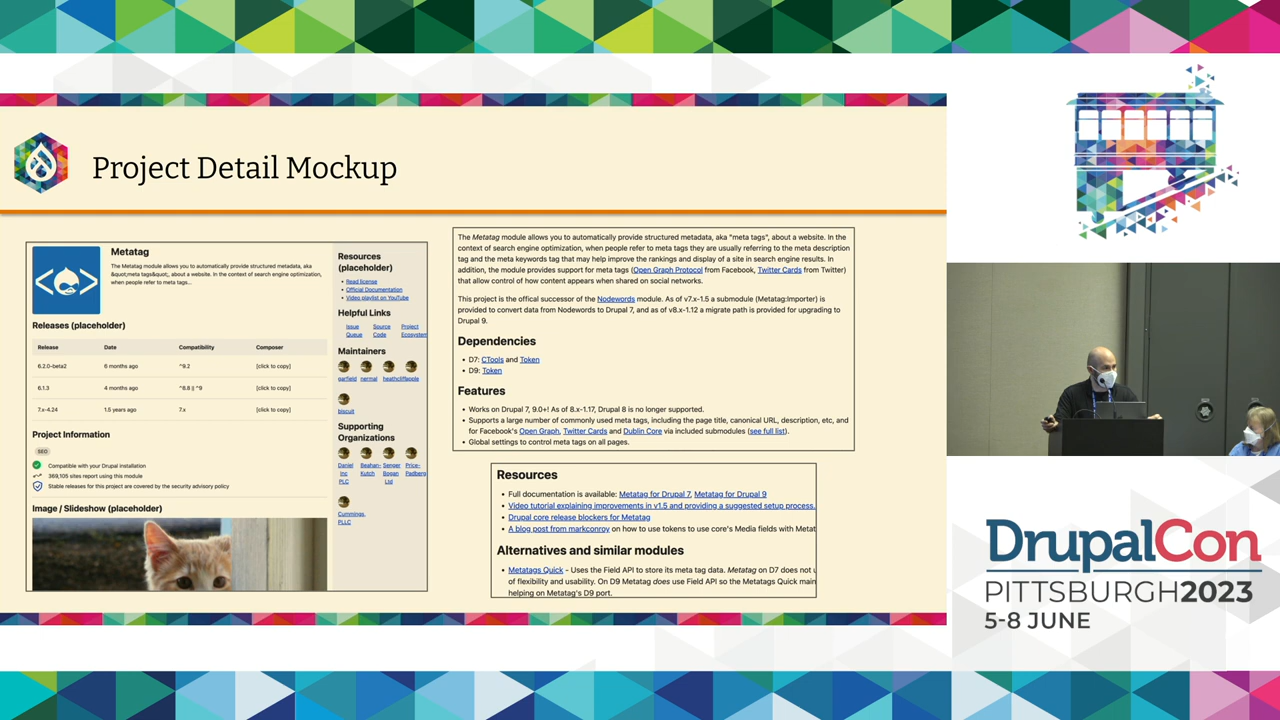 Project Detail Mockup
Metatag
The Metatag module allows you to automatically provide structured metadata, aka
&quot;meta tags&quot;, about a website. In the context of search engine optimization,
when people refer to meta tags...
Releases (placeholder)
Release Date Compatibility Composer
6.2.0-beta2 6 months ago ^9.2 [click to copy]
6.1.3 4 months ago ^8.8 || ^9 [click to copy]
7.x-4.24 1.5 years ago 7.x [click to copy]
Project Information
SEO
Compatible with your Drupal installation
369,105 sites report using this module
Stable releases for this project are covered by the security advisory policy
Image / Slideshow (placeholder)
Resources
(placeholder)
Read license
Official Documentation
Video playlist on YouTube
Helpful Links
Issue Source Project
Queue Code Ecosystem
Maintainers
garfield nermal heathcliff apple
biscuit
Supporting
Organizations
Daniel Beahan- Senger Price-
Inc Kutch Bogan Padberg
PLC Ltd
Cummings,
PLLC
The Metatag module allows you to automatically provide structured metadata, aka "meta tags", about a website. In the
context of search engine optimization, when people refer to meta tags they are usually referring to the meta description
tag and the meta keywords tag that may help improve the rankings and display of a site in search engine results. In
addition, the module provides support for meta tags (Open Graph Protocol from Facebook, Twitter Cards from Twitter)
that allow control of how content appears when shared on social networks.
This project is the offical successor of the Nodewords module. As of v7.x-1.5 a submodule (Metatag:Importer) is
provided to convert data from Nodewords to Drupal 7, and as of v8.x-1.12 a migrate path is provided for upgrading to
Drupal 9.
Dependencies
• D7: CTools and Token
• D9: Token
Features
• Works on Drupal 7, 9.0+! As of 8.x-1.17, Drupal 8 is no longer supported.
• Supports a large number of commonly used meta tags, including the page title, canonical URL, description, etc, and
for Facebook's Open Graph, Twitter Cards and Dublin Core via included submodules (see full list).
• Global settings to control meta tags on all pages.
Resources
• Full documentation is available: Metatag for Drupal 7, Metatag for Drupal 9
• Video tutorial explaining improvements in v1.5 and providing a suggested setup process.
• Drupal core release blockers for Metatag
• A blog post from markconroy on how to use tokens to use core's Media fields with Metat
Alternatives and similar modules
• Metatags Quick - Uses the Field API to store its meta tag data. Metatag on D7 does not u
of flexibility and usability. On D9 Metatag does use Field API so the Metatags Quick main
helping on Metatag's D9 port.
DrupalCon
PITTSBURGH2023
5-8 JUNE